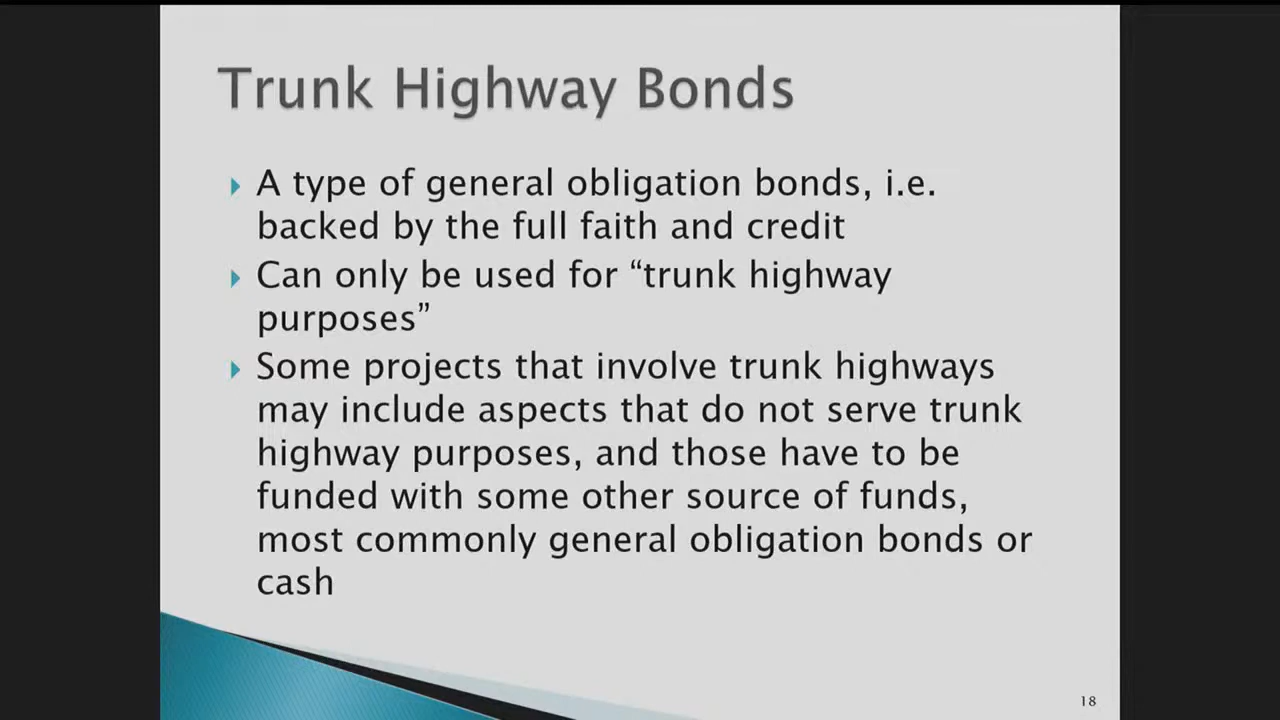 Trunk Highway Bonds
A type of general obligation bonds, i.e.
backed by the full faith and credit
Can only be used for “trunk highway
purposes”
Some projects that involve trunk highways
may include aspects that do not serve trunk
highway purposes, and those have to be
funded with some other source of funds,
most commonly general obligation bonds or
cash
18